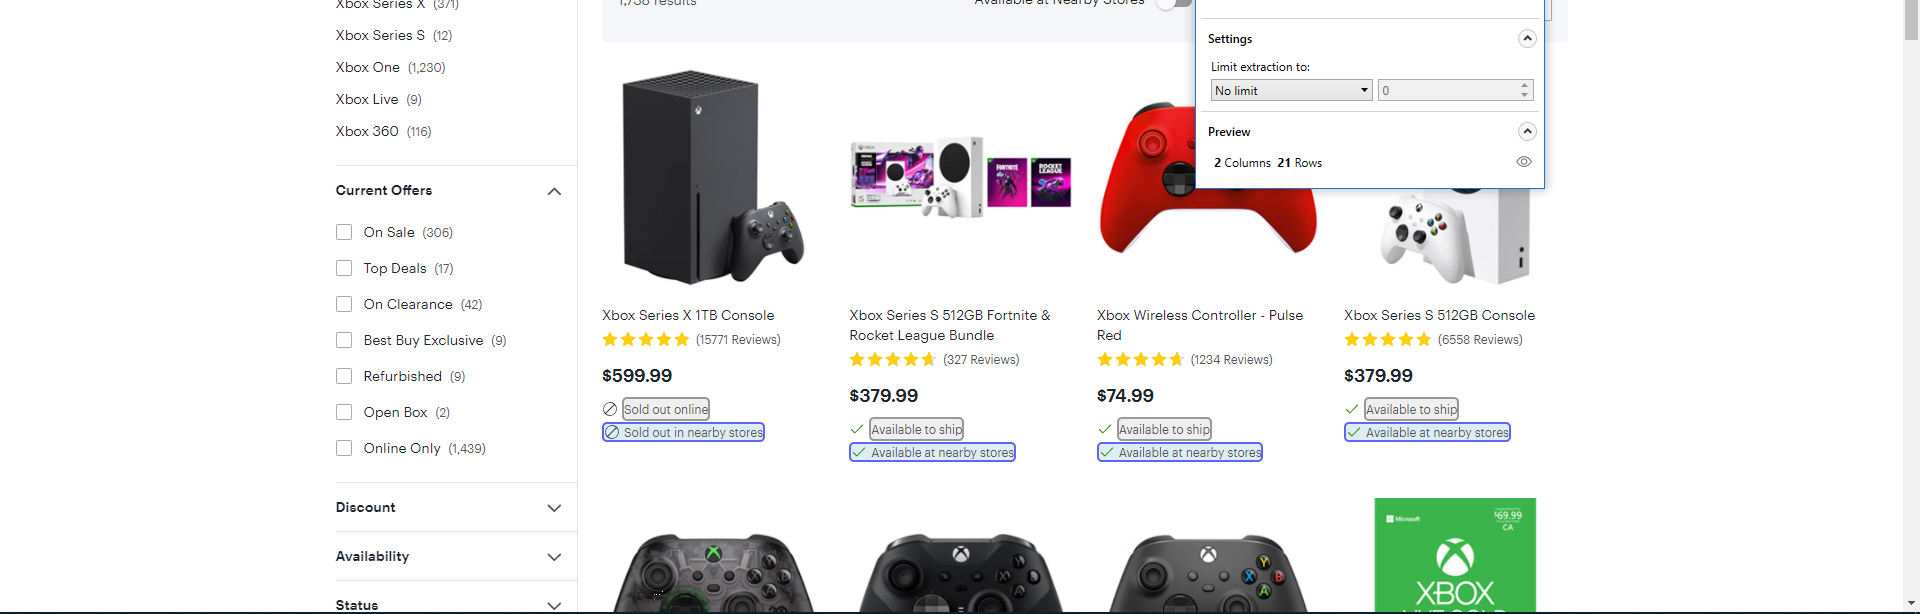 Xbox Series X (371)
Xbox Series S (12)
Xbox One (1,230)
Xbox Live (9)
Xbox 360 (116)
Current Offers
On Sale (306)
Top Deals (17)
On Clearance (42)
Best Buy Exclusive (9)
Refurbished (9)
Open Box (2)
Online Only (1,439)
Discount
Availability
Status
1,738 results
Available at Nearby Stores
Settings
Limit extraction to:
No limit
0
Preview
2 Columns 21 Rows
FORTNITE
ROCKET
LEAGUE
Xbox Series X 1TB Console
(15771 Reviews)
$599.99
Sold out online
Sold out in nearby stores
Xbox Series S 512GB Fortnite &
Rocket League Bundle
(327 Reviews)
$379.99
Available to ship
Available at nearby stores
Xbox Wireless Controller - Pulse
Red
(1234 Reviews)
$74.99
Available to ship
Available at nearby stores
Xbox Series S 512GB Console
(6558 Reviews)
$379.99
Available to ship
Available at nearby stores
Microsoft
$69.99
CA
XBOX